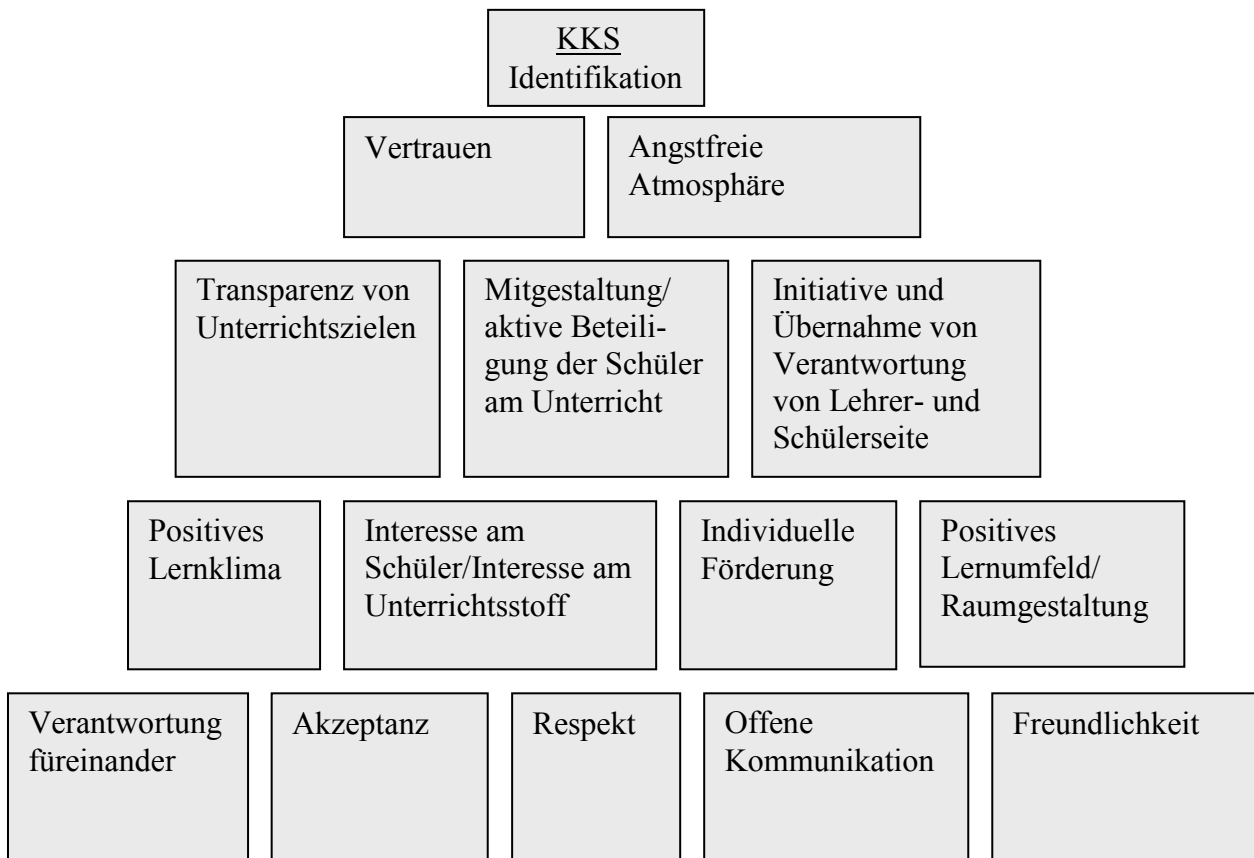 KKS
Identifikation
Vertrauen
Angstfreie
Atmosphäre
Transparenz von
Unterrichtszielen
Mitgestaltung/
aktive Beteili-
gung der Schüler
am Unterricht
Initiative und
Übernahme von
Verantwortung
von Lehrer- und
Schülerseite
Positives
Lernklima
Interesse am
Schüler/Interesse am
Unterrichtsstoff
Individuelle
Förderung
Positives
Lernumfeld/
Raumgestaltung
Verantwortung
füreinander
Akzeptanz
Respekt
Offene
Kommunikation
Freundlichkeit